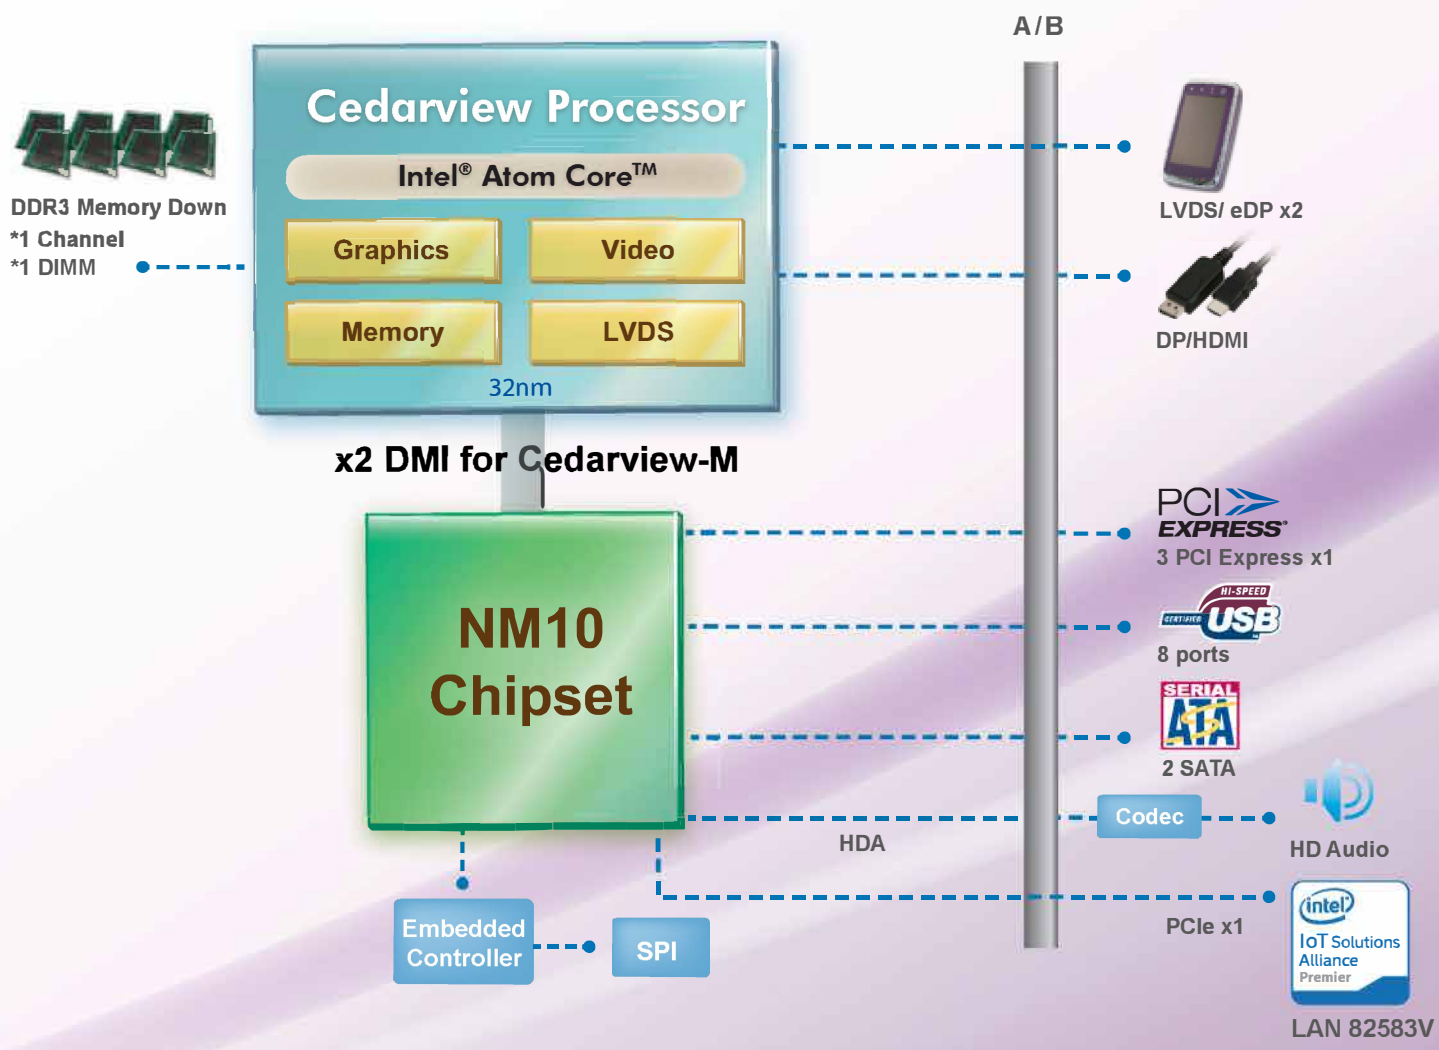 A/B
Cedarview Processor
Intel® Atom Core™
Graphics
Video
Memory
LVDS
32nm
DDR3 Memory Down
*1 Channel
*1 DIMM
LVDS/ eDP x2
DP/HDMI
x2 DMI for Cedarview-M
NM10
Chipset
PCI
EXPRESS®
3 PCI Express x1
HI-SPEED
CERTIFIED
USB
8 ports
SERIAL
ATA
2 SATA
HDA
Codec
HD Audio
Embedded
Controller
SPI
PCIe x1
intel
IoT Solutions
Alliance
Premier
LAN 82583V